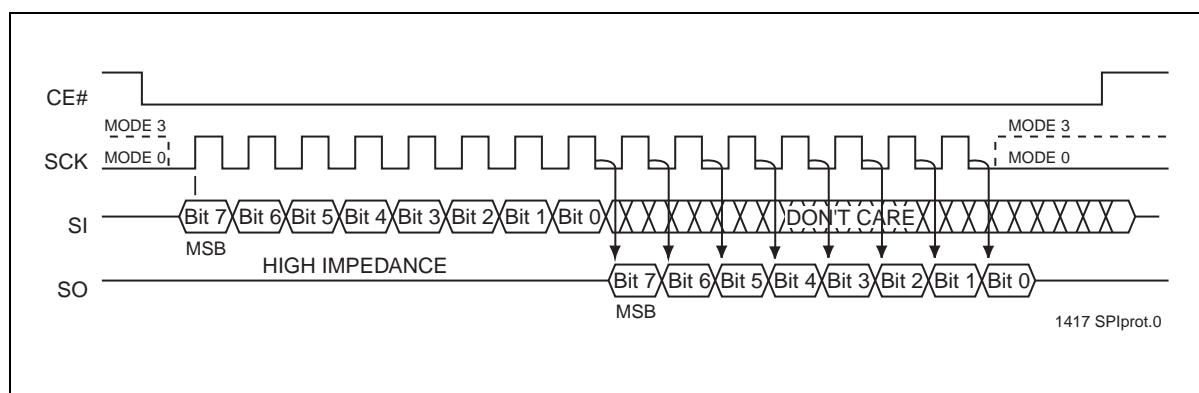 CE#
MODE 3 MODE 3
SCK MODE 0 MODE 0
SI Bit 7 Bit 6 Bit 5 Bit 4 Bit 3 Bit 2 Bit 1 Bit 0 DON'T CARE
MSB
HIGH IMPEDANCE
SO Bit 7 Bit 6 Bit 5 Bit 4 Bit 3 Bit 2 Bit 1 Bit 0
MSB
1417 SPIprot.0